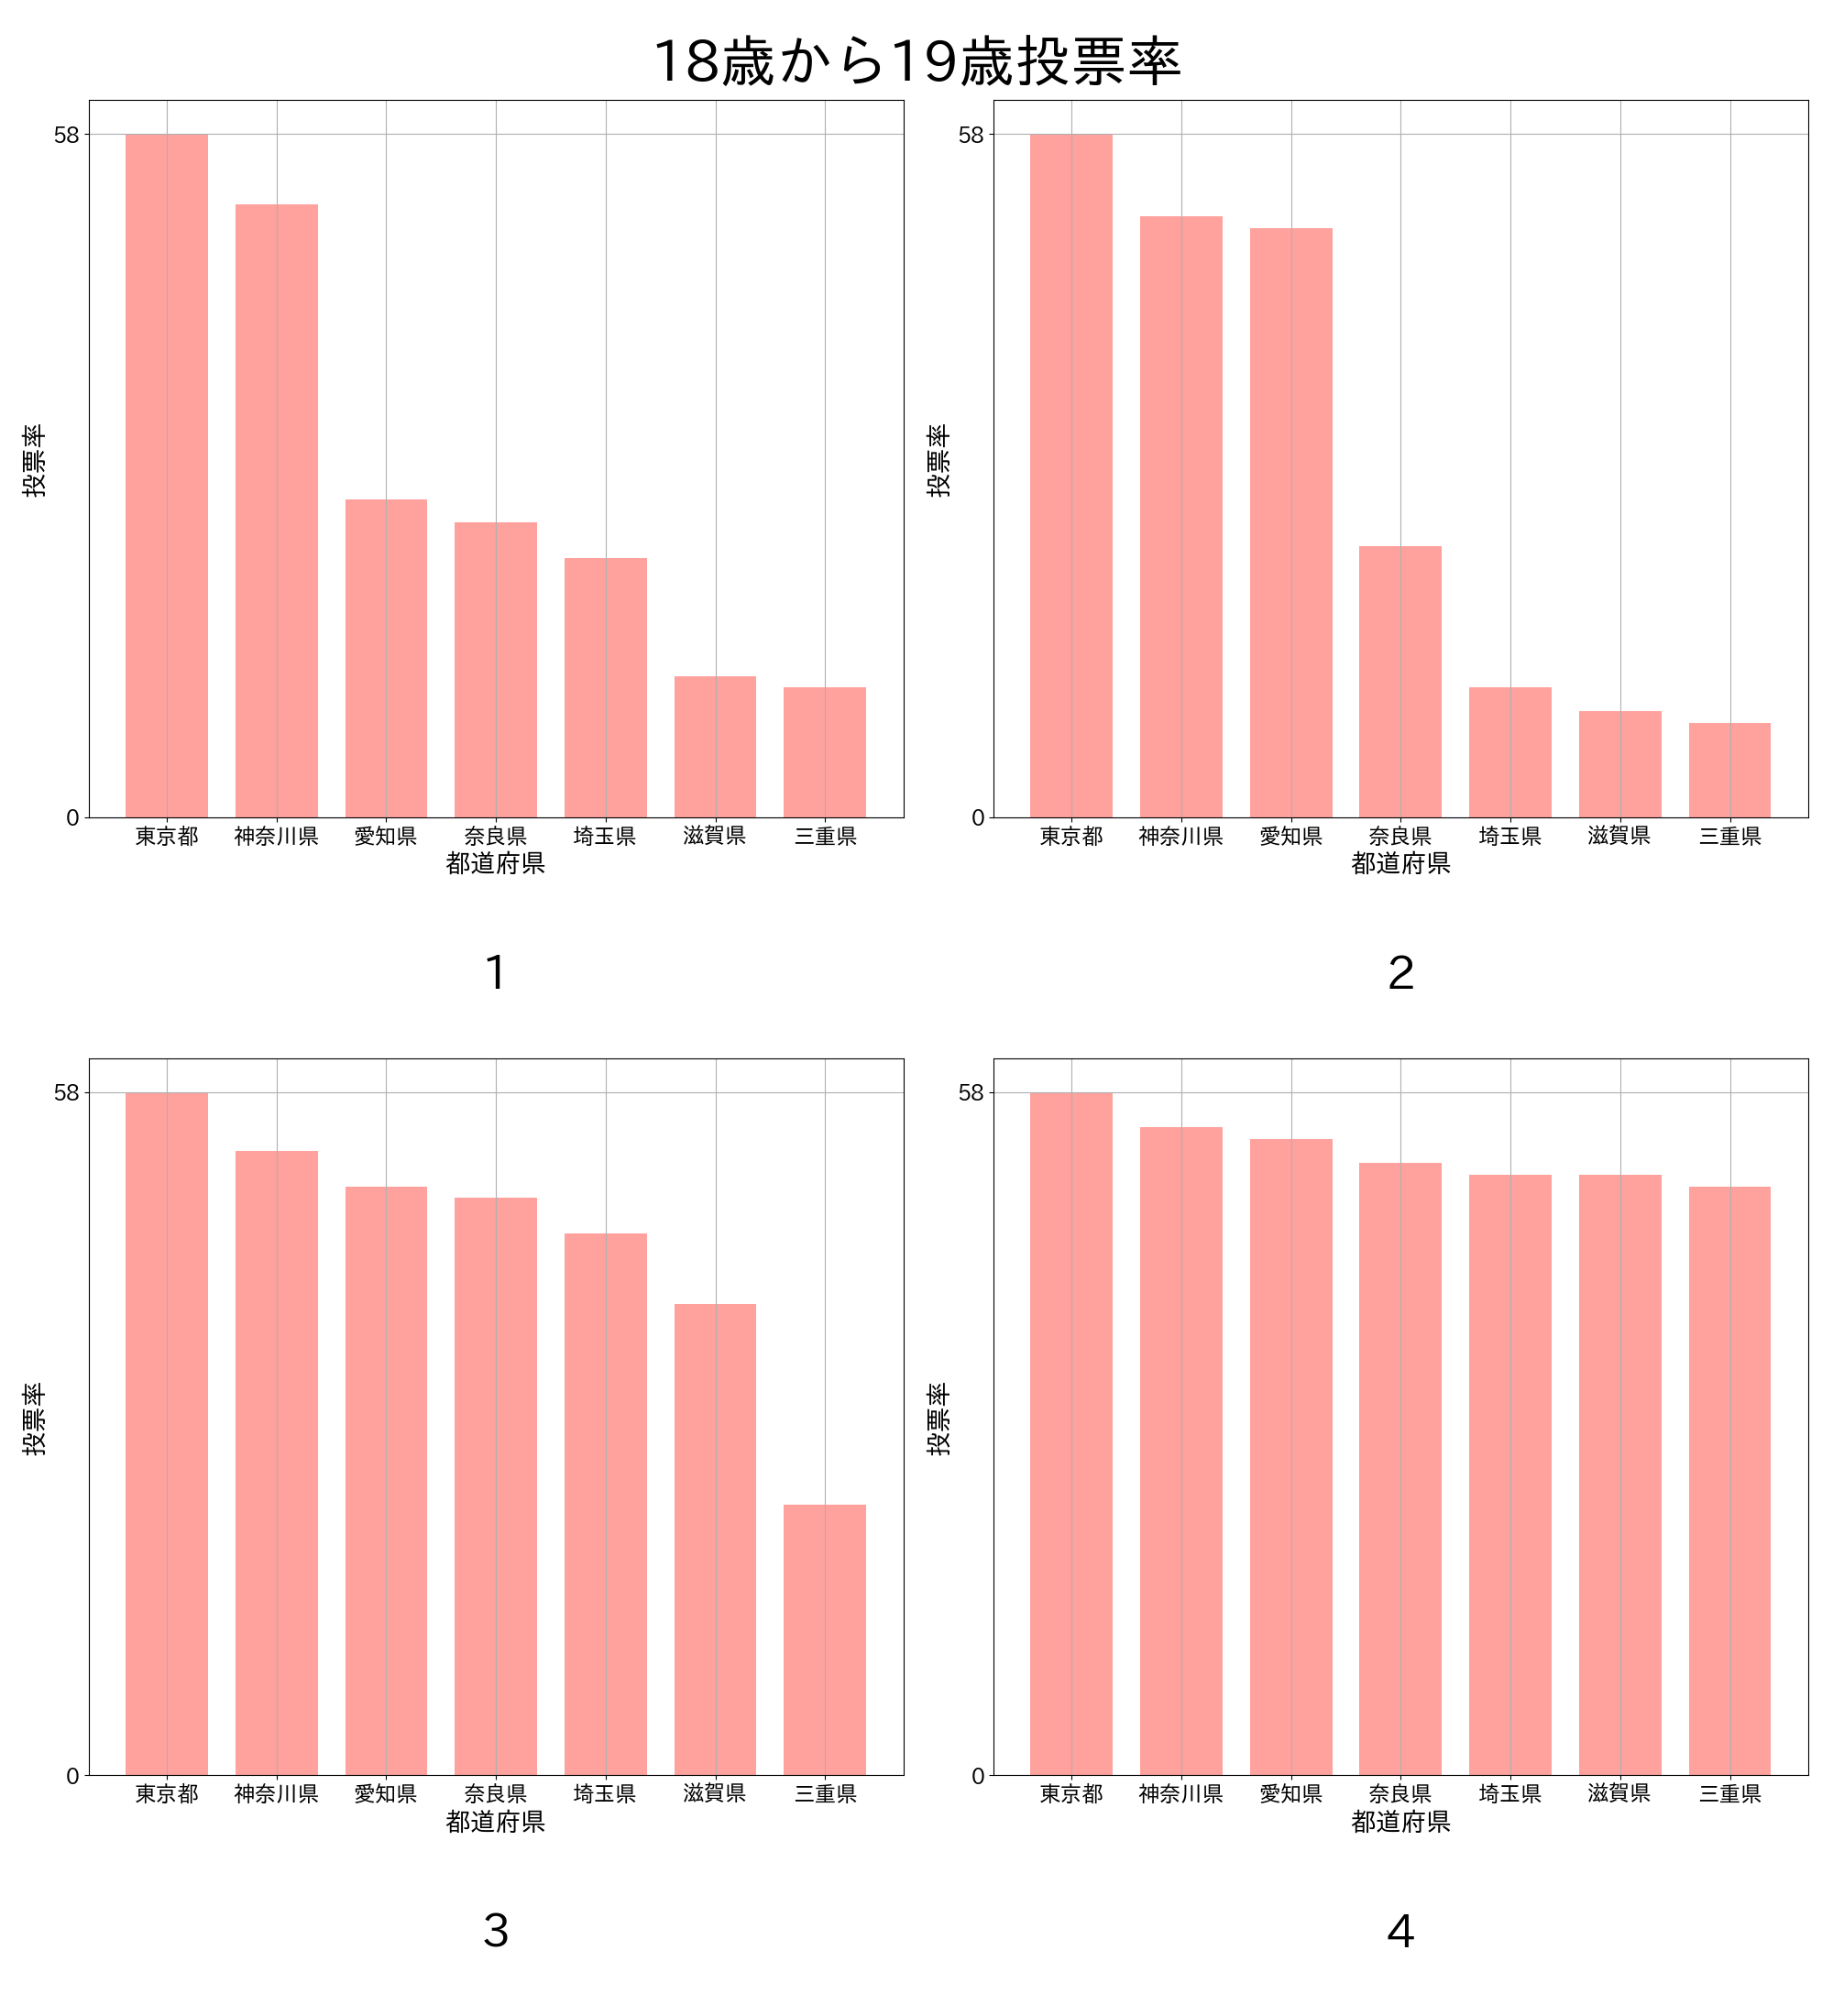 18歳から19歳投票率
58
投票率
0
東京都 神奈川県 愛知県 奈良県 埼玉県 滋賀県 三重県
都道府県
1
58
投票率
0
東京都 神奈川県 愛知県 奈良県 埼玉県 滋賀県 三重県
都道府県
2
58
投票率
0
東京都 神奈川県 愛知県 奈良県 埼玉県 滋賀県 三重県
都道府県
3
58
投票率
0
東京都 神奈川県 愛知県 奈良県 埼玉県 滋賀県 三重県
都道府県
4